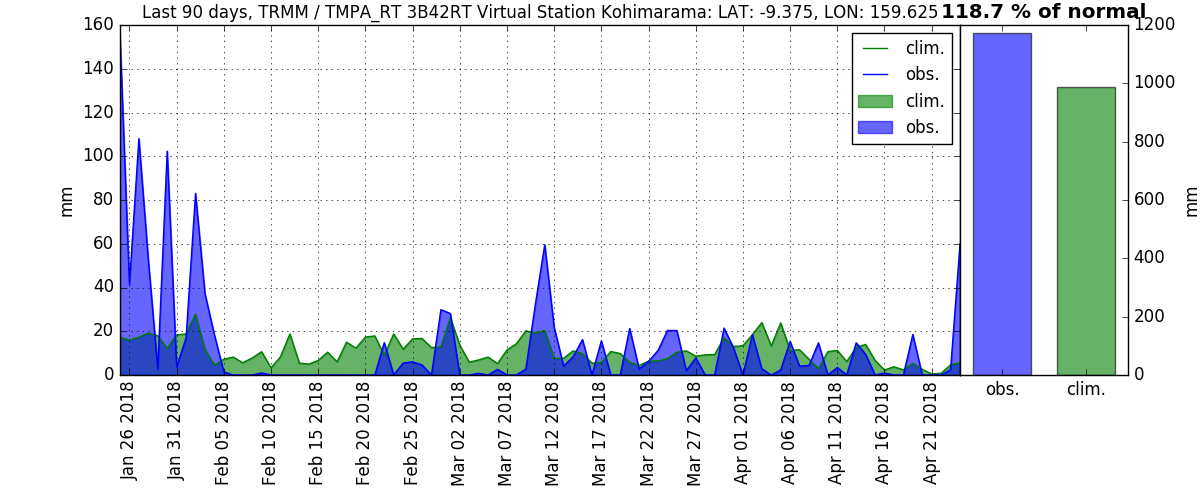 Last 90 days, TRMM / TMPA_RT 3B42RT Virtual Station Kohimarama: LAT: -9.375, LON: 159.625 118.7 % of normal
160
140
120
100
80
60
40
20
0
mm
clim.
obs.
clim.
obs.
1200
1000
800
600
400
200
0
mm
Jan 26 2018
Jan 31 2018
Feb 05 2018
Feb 10 2018
Feb 15 2018
Feb 20 2018
Feb 25 2018
Mar 02 2018
Mar 07 2018
Mar 12 2018
Mar 17 2018
Mar 22 2018
Mar 27 2018
Apr 01 2018
Apr 06 2018
Apr 11 2018
Apr 16 2018
Apr 21 2018
obs.
clim.